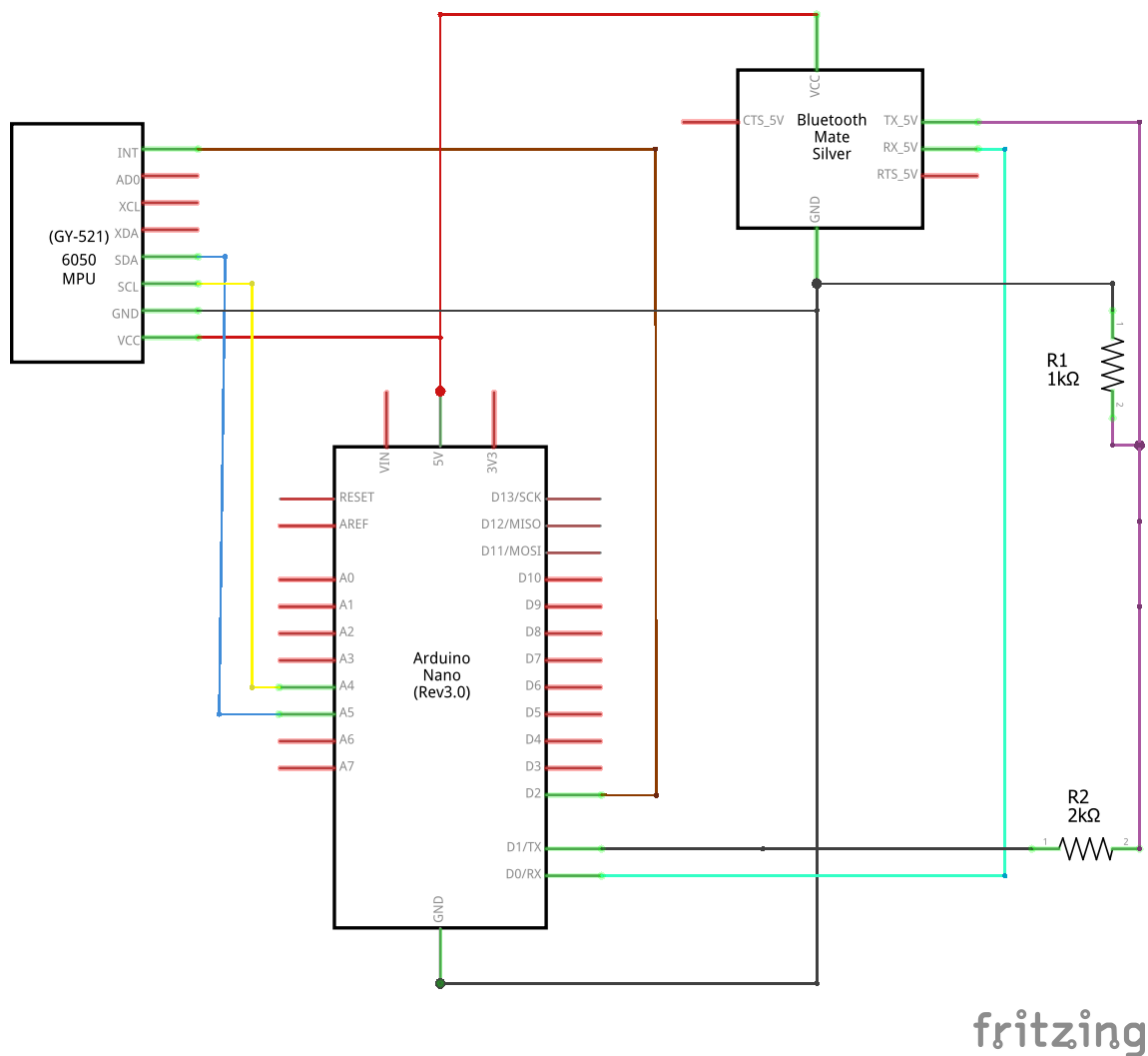 VCC
CTS_5V
Bluetooth
Mate
Silver
TX_5V
RX_5V
RTS_5V
GND
INT
AD0
XCL
XDA
SDA
SCL
GND
VCC
(GY-521)
6050
MPU
R1
1kΩ
1
2
VIN
5V
3V3
RESET
AREF
A0
A1
A2
A3
A4
A5
A6
A7
Arduino
Nano
(Rev3.0)
D13/SCK
D12/MISO
D11/MOSI
D10
D9
D8
D7
D6
D5
D4
D3
D2
D1/TX
D0/RX
GND
R2
2kΩ
1
2
fritzing